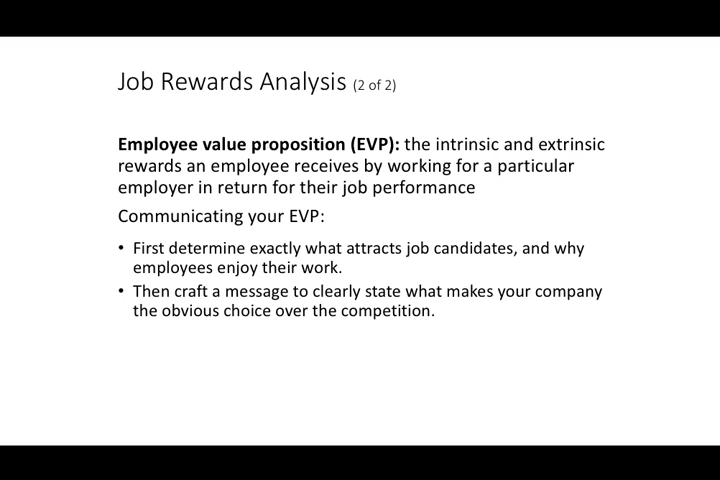 Job Rewards Analysis (2 of 2)
Employee value proposition (EVP): the intrinsic and extrinsic
rewards an employee receives by working for a particular
employer in return for their job performance
Communicating your EVP:
• First determine exactly what attracts job candidates, and why
employees enjoy their work.
• Then craft a message to clearly state what makes your company
the obvious choice over the competition.